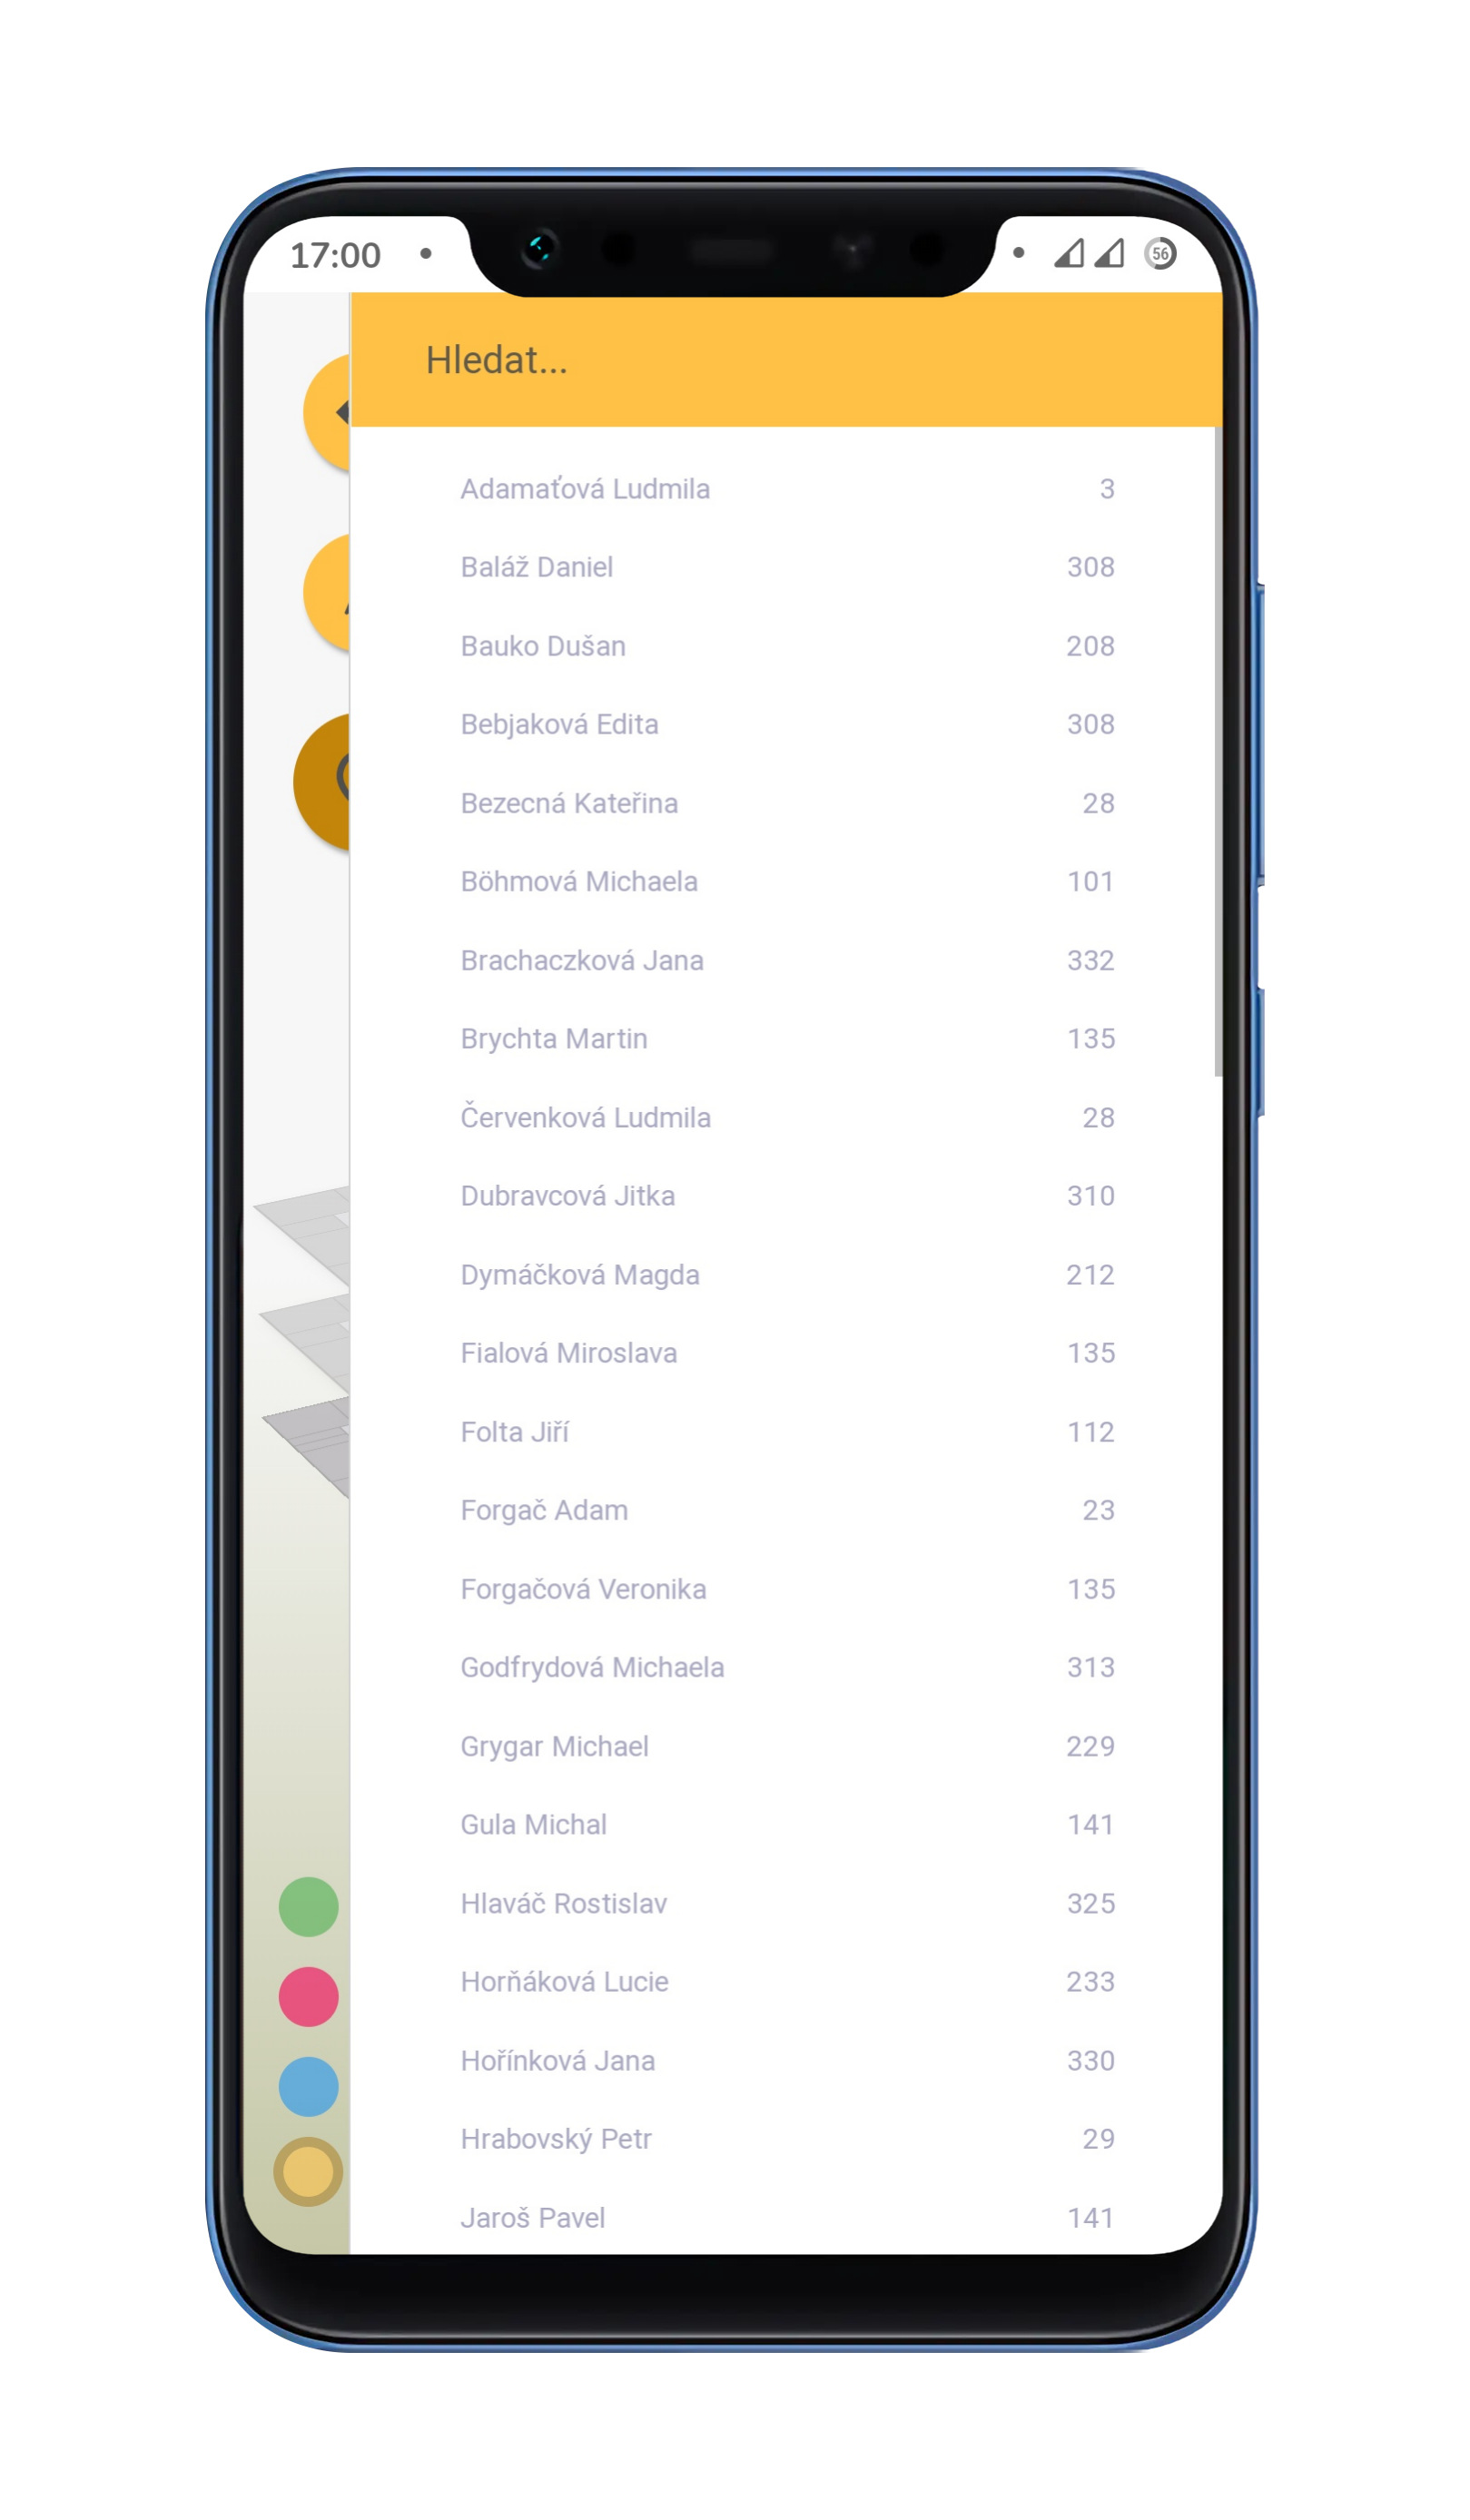 17:00
56
Hledat...
Adamaťová Ludmila 3
Baláž Daniel 308
Bauko Dušan 208
Bebjaková Edita 308
Bezecná Kateřina 28
Böhmová Michaela 101
Brachaczková Jana 332
Brychta Martin 135
Červenková Ludmila 28
Dubravcová Jitka 310
Dymáčková Magda 212
Fialová Miroslava 135
Folta Jiří 112
Forgač Adam 23
Forgačová Veronika 135
Godfrydová Michaela 313
Grygar Michael 229
Gula Michal 141
Hlaváč Rostislav 325
Horňáková Lucie 233
Hořínková Jana 330
Hrabovský Petr 29
Jaroš Pavel 141